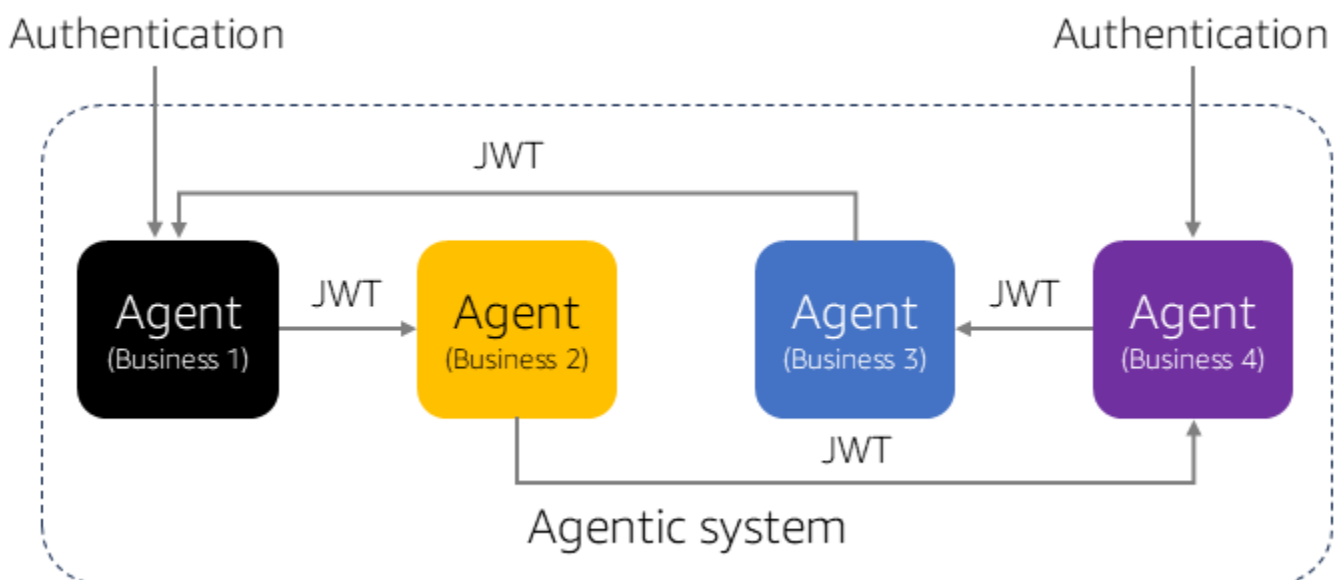 Authentication
Authentication
JWT
Agent
(Business 1)
JWT
Agent
(Business 2)
Agent
(Business 3)
JWT
Agent
(Business 4)
JWT
Agentic system